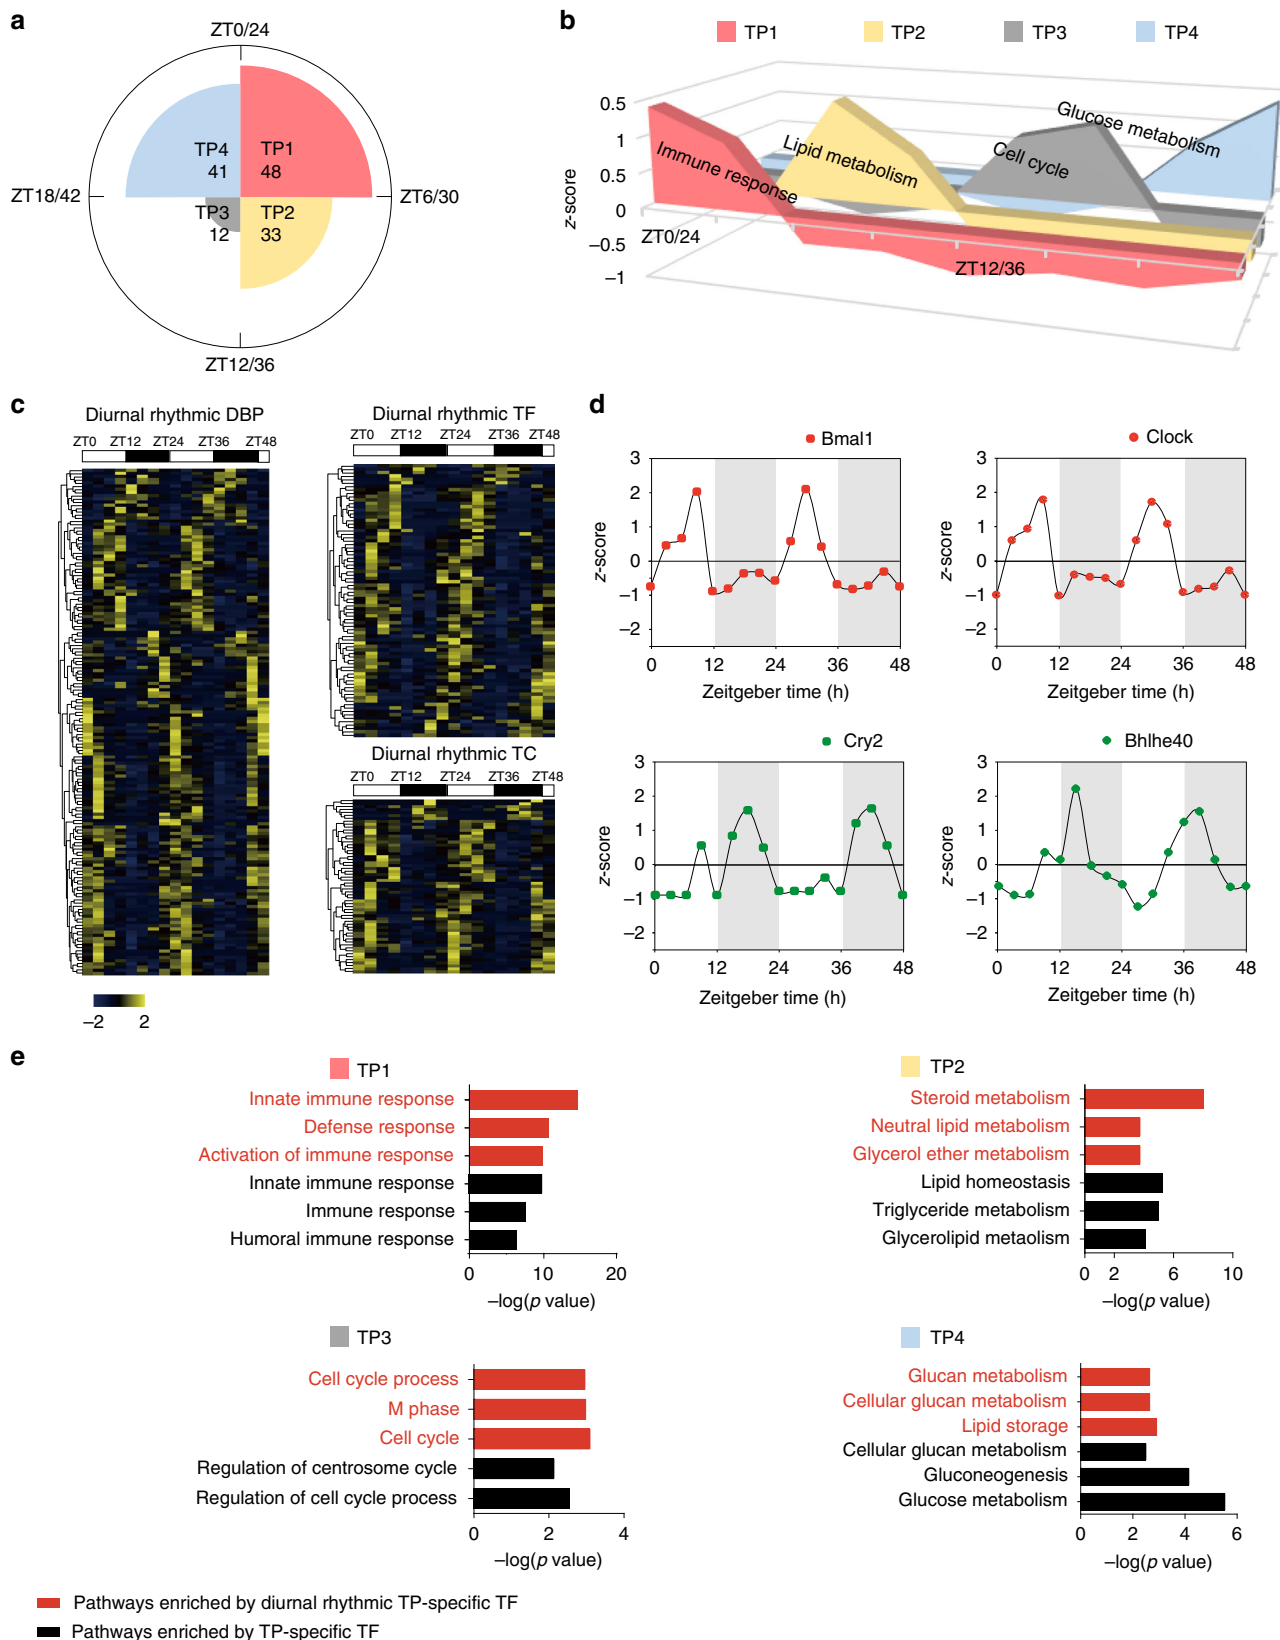 a
ZT0/24
TP4
41
TP1
48
ZT18/42
ZT6/30
TP3
12
TP2
33
ZT12/36
b
TP1
TP2
TP3
TP4
0.5
1
0.5
0
–0.5
–1
z-score
Immune response
Lipid metabolism
Cell cycle
Glucose metabolism
ZT0/24
ZT12/36
c
Diurnal rhythmic DBP
ZT0 ZT12 ZT24 ZT36 ZT48
–2 2
Diurnal rhythmic TF
ZT0 ZT12 ZT24 ZT36 ZT48
Diurnal rhythmic TC
ZT0 ZT12 ZT24 ZT36 ZT48
d
Bmal1
3
2
1
0
–1
–2
z-score
0 12 24 36 48
Zeitgeber time (h)
Clock
3
2
1
0
–1
–2
z-score
0 12 24 36 48
Zeitgeber time (h)
Cry2
3
2
1
0
–1
–2
z-score
0 12 24 36 48
Zeitgeber time (h)
Bhlhe40
3
2
1
0
–1
–2
z-score
0 12 24 36 48
Zeitgeber time (h)
e
TP1
Innate immune response
Defense response
Activation of immune response
Innate immune response
Immune response
Humoral immune response
0 10 20
–log(p value)
TP2
Steroid metabolism
Neutral lipid metabolism
Glycerol ether metabolism
Lipid homeostasis
Triglyceride metabolism
Glycerolipid metaolism
0 2 6 10
–log(p value)
TP3
Cell cycle process
M phase
Cell cycle
Regulation of centrosome cycle
Regulation of cell cycle process
0 2 4
–log(p value)
TP4
Glucan metabolism
Cellular glucan metabolism
Lipid storage
Cellular glucan metabolism
Gluconeogenesis
Glucose metabolism
0 2 4 6
–log(p value)
Pathways enriched by diurnal rhythmic TP-specific TF
Pathways enriched by TP-specific TF